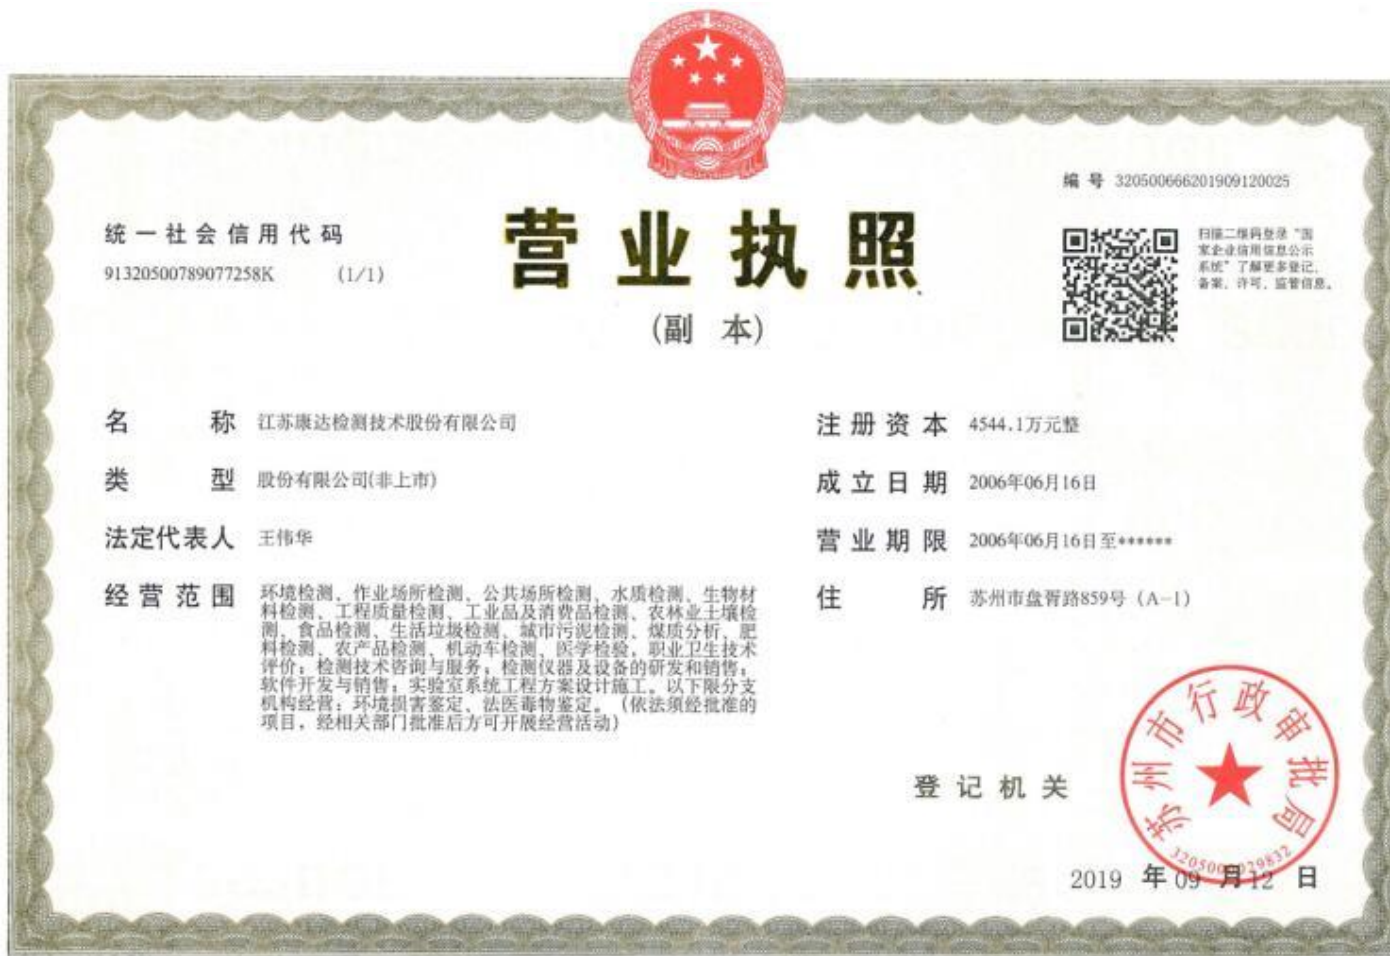 编号 320500666201909120025
统一社会信用代码
91320500789077258K (1/1)
营业执照
(副 本)
扫描二维码登录“国
家企业信用信息公示
系统”了解更多登记、
备案、许可、监管信息。
名称 江苏康达检测技术股份有限公司
类型 股份有限公司(非上市)
法定代表人 王伟华
经营范围 环境检测、作业场所检测、公共场所检测、水质检测、生物材
料检测、工程质量检测、工业品及消费品检测、农林业土壤检
测、食品检测、生活垃圾检测、城市污泥检测、煤质分析、肥
料检测、农产品检测、机动车检测、医学检验，职业卫生技术
评价；检测技术咨询与服务；检测仪器及设备的研发和销售；
软件开发与销售；实验室系统工程方案设计施工。以下限分支
机构经营：环境损害鉴定、法医毒物鉴定。（依法须经批准的
项目，经相关部门批准后方可开展经营活动）
注册资本 4544.1万元整
成立日期 2006年06月16日
营业期限 2006年06月16日至******
住所 苏州市盘胥路859号（A-1）
登记机关
苏州市行政审批局
2019 年 09 月 12 日